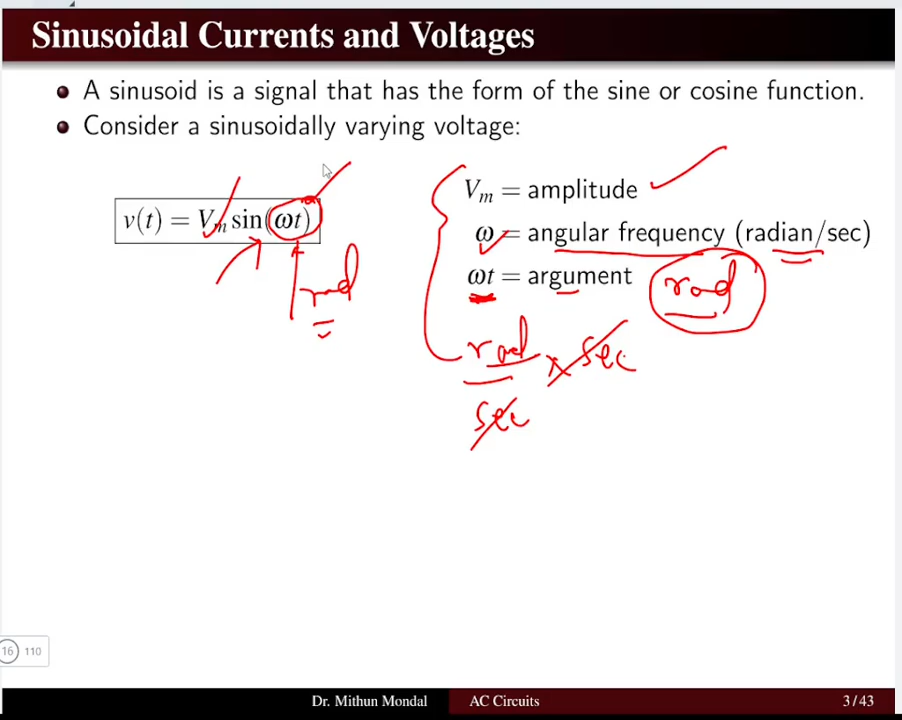 Sinusoidal Currents and Voltages
A sinusoid is a signal that has the form of the sine or cosine function.
Consider a sinusoidally varying voltage:
v(t) = Vₘ sin(ωt)
rad
Vₘ = amplitude
ω = angular frequency (radian/sec)
ωt = argument
rad
rad × sec
sec
16 110
Dr. Mithun Mondal AC Circuits 3/43